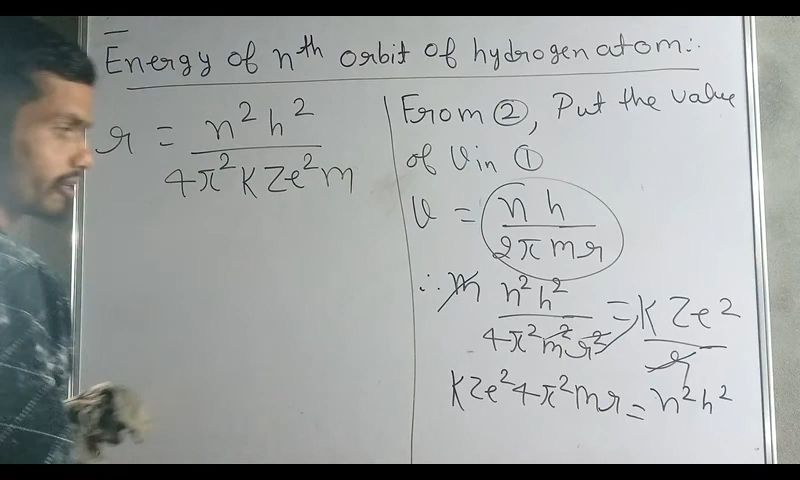 Energy of nth orbit of hydrogen atom:.
r = n²h² / 4π²KZe²m
From ②, Put the value
of v in ①
v = nh / 2πmr
∴ m n²h² / 4π²m²r² = KZe² / r
KZe²4π²mr = n²h²